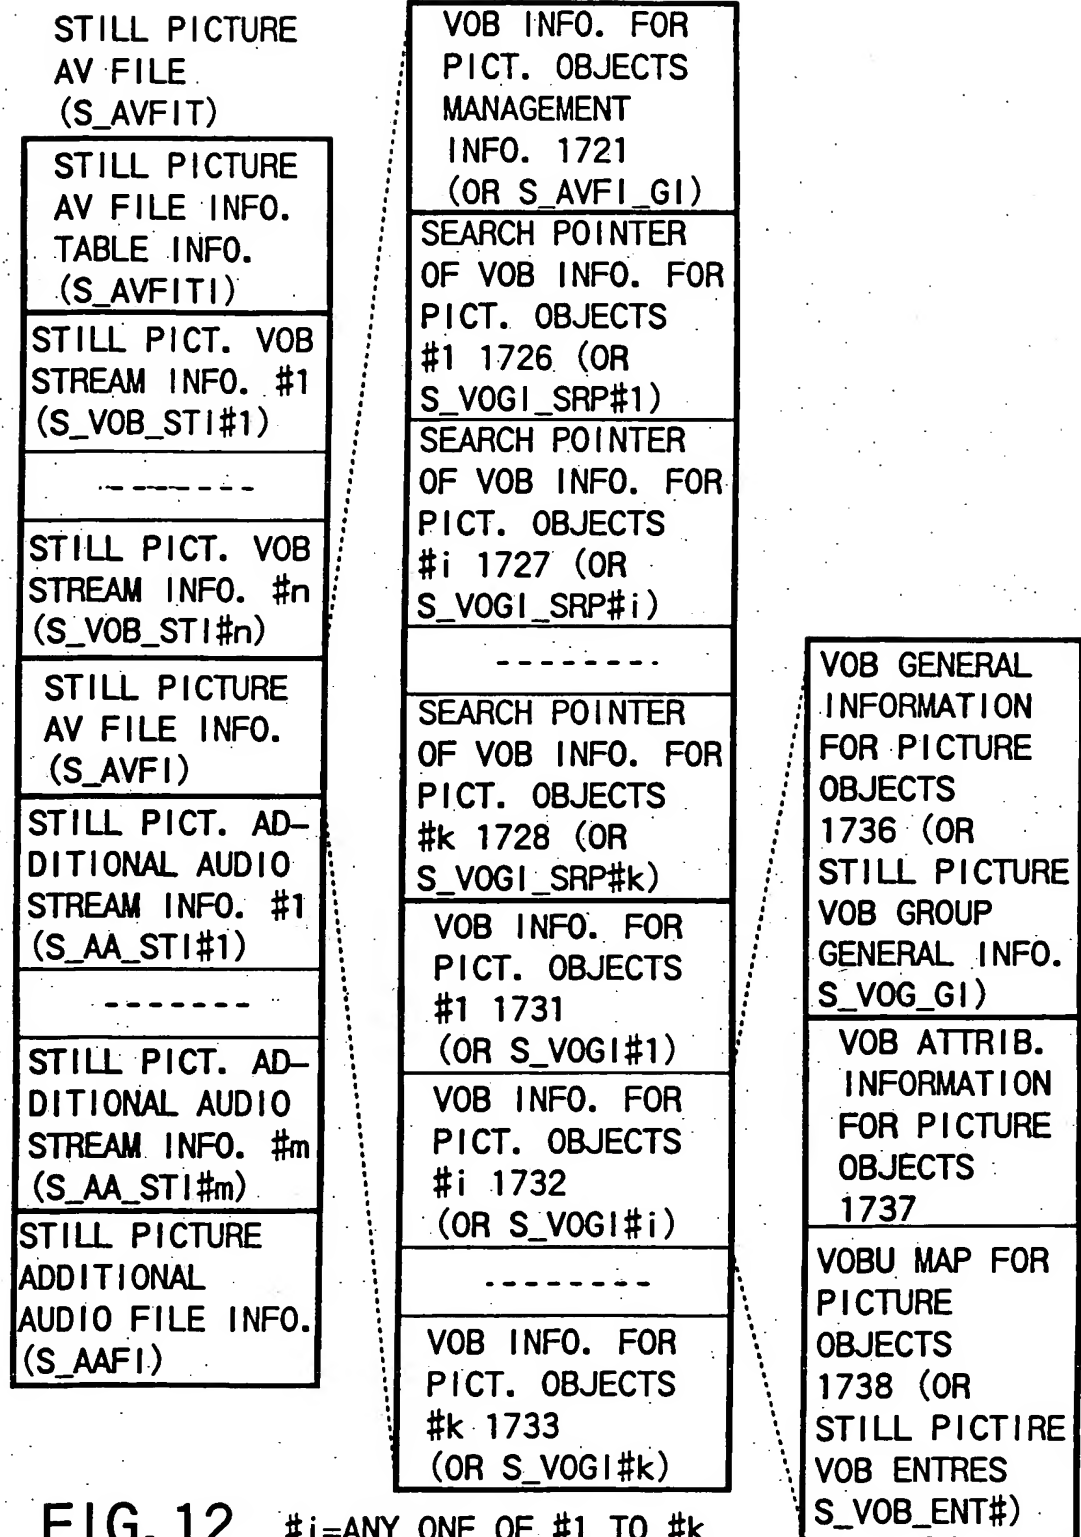 STILL PICTURE
AV FILE
(S_AVFIT)
STILL PICTURE
AV FILE INFO.
TABLE INFO.
(S_AVFITI)
STILL PICT. VOB
STREAM INFO. #1
(S_VOB_STI#1)
--------
STILL PICT. VOB
STREAM INFO. #n
(S_VOB_STI#n)
STILL PICTURE
AV FILE INFO.
(S_AVFI)
STILL PICT. AD-
DITIONAL AUDIO
STREAM INFO. #1
(S_AA_STI#1)
-------
STILL PICT. AD-
DITIONAL AUDIO
STREAM INFO. #m
(S_AA_STI#m)
STILL PICTURE
ADDITIONAL
AUDIO FILE INFO.
(S_AAFI)
VOB INFO. FOR
PICT. OBJECTS
MANAGEMENT
INFO. 1721
(OR S_AVFI_GI)
SEARCH POINTER
OF VOB INFO. FOR
PICT. OBJECTS
#1 1726 (OR
S_VOGI_SRP#1)
SEARCH POINTER
OF VOB INFO. FOR
PICT. OBJECTS
#i 1727 (OR
S_VOGI_SRP#i)
--------
SEARCH POINTER
OF VOB INFO. FOR
PICT. OBJECTS
#k 1728 (OR
S_VOGI_SRP#k)
VOB INFO. FOR
PICT. OBJECTS
#1 1731
(OR S_VOGI#1)
VOB INFO. FOR
PICT. OBJECTS
#i 1732
(OR S_VOGI#i)
--------
VOB INFO. FOR
PICT. OBJECTS
#k 1733
(OR S_VOGI#k)
VOB GENERAL
INFORMATION
FOR PICTURE
OBJECTS
1736 (OR
STILL PICTURE
VOB GROUP
GENERAL INFO.
S_VOG_GI)
VOB ATTRIB.
INFORMATION
FOR PICTURE
OBJECTS
1737
VOBU MAP FOR
PICTURE
OBJECTS
1738 (OR
STILL PICTIRE
VOB ENTRES
S_VOB_ENT#)
FIG. 12 #i=ANY ONE OF #1 TO #k